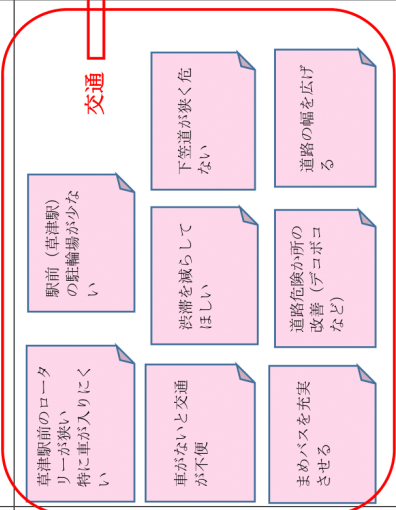 交通
草津駅前のロータ
リーが狭い
特に車が入りにく
い
駅前（草津駅）
の駐輪場が少な
い
車がないと交通
が不便
渋滞を減らして
ほしい
下笠道が狭く危
ない
まめバスを充実
させる
道路危険か所の
改善（デコボコ
など）
道路の幅を広げ
る